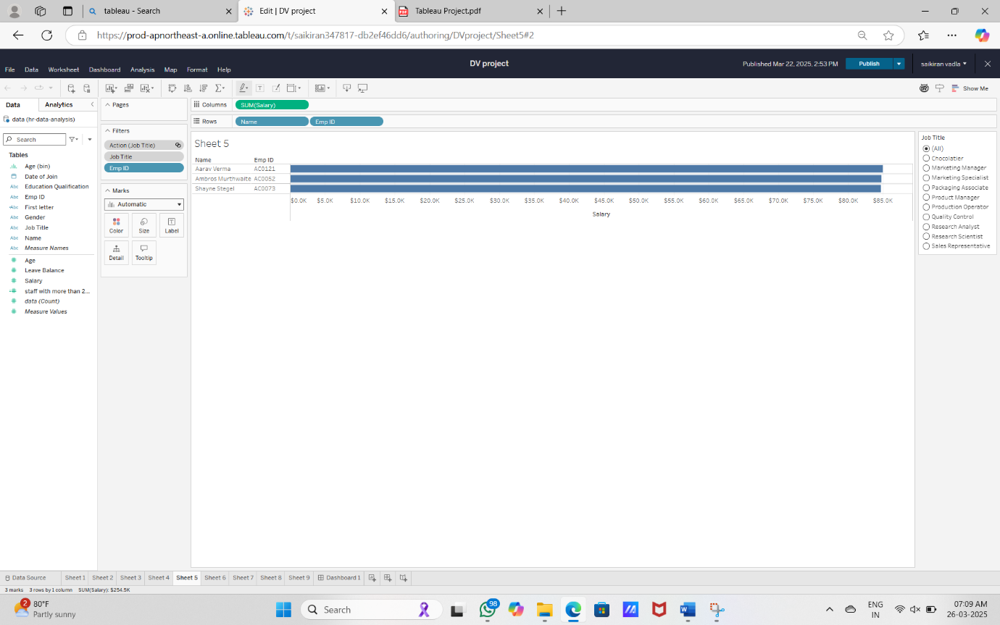 tableau - Search
Edit | DV project
Tableau Project.pdf
https://prod-apnortheast-a.online.tableau.com/t/saikiran347817-db2ef46dd6/authoring/DVproject/Sheet5#2
DV project
Published Mar 22, 2025, 2:53 PM
Publish
saikiran vadla
File Data Worksheet Dashboard Analysis Map Format Help
Show Me
Data Analytics
data (hr-data-analysis)
Search
Tables
Age (bin)
Date of Join
Abc Education Qualification
Abc Emp ID
Abc First letter
Abc Gender
Abc Job Title
Abc Name
Abc Measure Names
Age
Leave Balance
Salary
staff with more than 2...
data (Count)
Measure Values
Pages
Filters
Action (Job Title)
Job Title
Emp ID
Marks
Automatic
Color Size Label
Detail Tooltip
Columns SUM(Salary)
Rows Name Emp ID
Sheet 5
Name Emp ID
Aarav Verma AC0121
Ambros Murthwaite AC0052
Shayne Stegel AC0073
$0.0K $5.0K $10.0K $15.0K $20.0K $25.0K $30.0K $35.0K $40.0K $45.0K $50.0K $55.0K $60.0K $65.0K $70.0K $75.0K $80.0K $85.0K
Salary
Job Title
(All)
Chocolatier
Marketing Manager
Marketing Specialist
Packaging Associate
Product Manager
Production Operator
Quality Control
Research Analyst
Research Scientist
Sales Representative
Data Source Sheet 1 Sheet 2 Sheet 3 Sheet 4 Sheet 5 Sheet 6 Sheet 7 Sheet 8 Sheet 9 Dashboard 1
3 marks 3 rows by 1 column SUM(Salary): $254.5K
2
80°F
Partly sunny
Search
98
ENG
IN
07:09 AM
26-03-2025